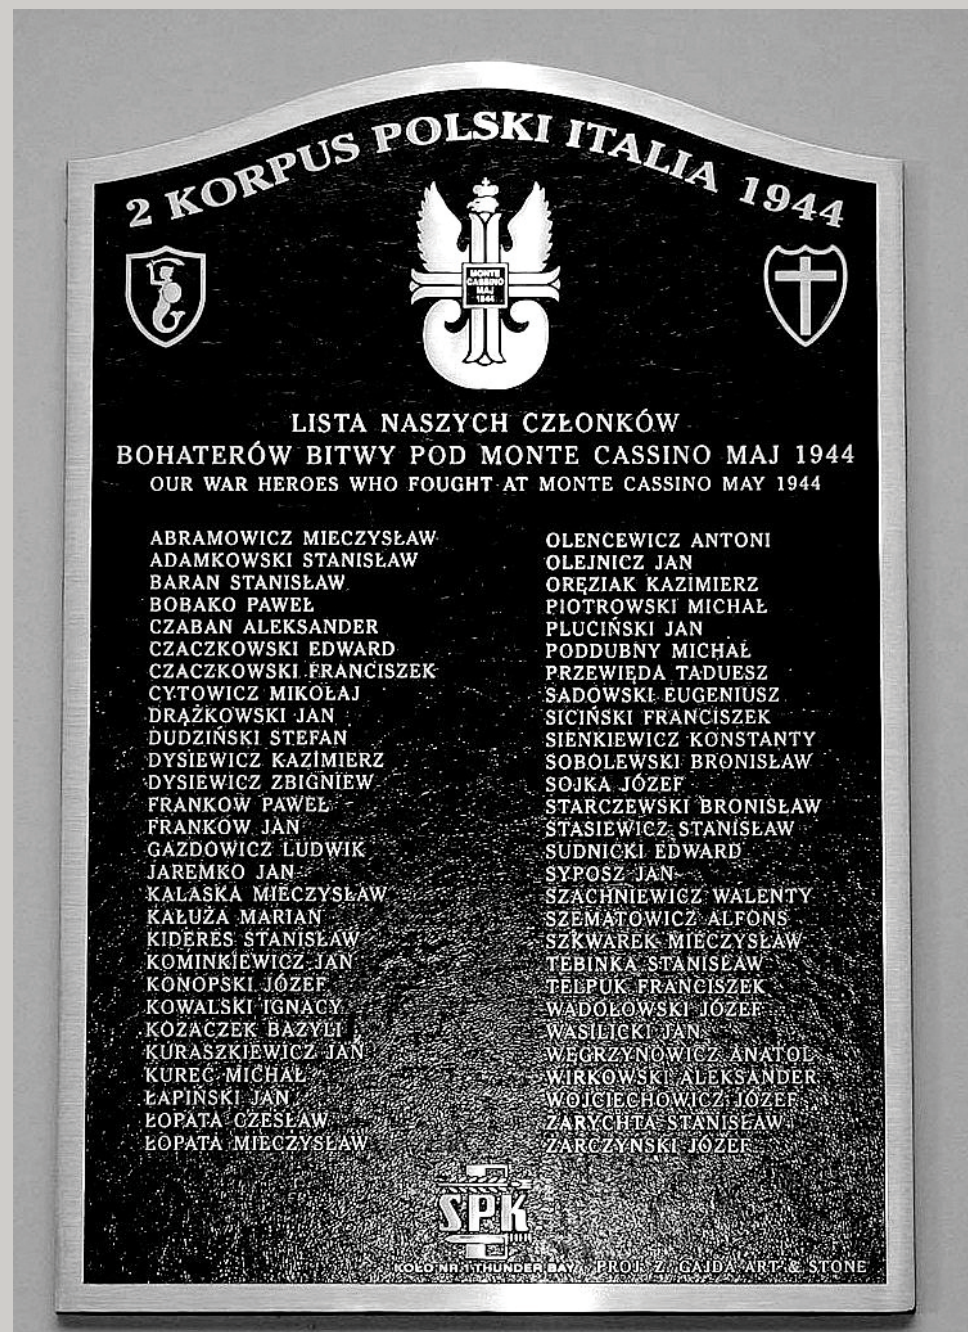 2 KORPUS POLSKI ITALIA 1944
MONTE
CASSINO
MAJ
1944
LISTA NASZYCH CZŁONKÓW
BOHATERÓW BITWY POD MONTE CASSINO MAJ 1944
OUR WAR HEROES WHO FOUGHT AT MONTE CASSINO MAY 1944
ABRAMOWICZ MIECZYSŁAW
ADAMKOWSKI STANISŁAW
BARAN STANISŁAW
BOBAKO PAWEŁ
CZABAN ALEKSANDER
CZACZKOWSKI EDWARD
CZACZKOWSKI FRANCISZEK
CYTOWICZ MIKOŁAJ
DRĄŻKOWSKI JAN
DUDZIŃSKI STEFAN
DYSIEWICZ KAZIMIERZ
DYSIEWICZ ZBIGNIEW
FRANKÓW PAWEŁ
FRANKÓW JAN
GAZDOWICZ LUDWIK
JAREMKO JAN
KALASKA MIECZYSŁAW
KAŁUŻA MARIAN
KIDERES STANISŁAW
KOMINKIEWICZ JAN
KONOPSKI JÓZEF
KOWALSKI IGNACY
KOZACZEK BAZYLI
KURASZKIEWICZ JAN
KUREĆ MICHAŁ
ŁAPIŃSKI JAN
ŁOPATA CZESŁAW
ŁOPATA MIECZYSŁAW
OLENCEWICZ ANTONI
OLEJNICZ JAN
ORĘZIAK KAZIMIERZ
PIOTROWSKI MICHAŁ
PLUCIŃSKI JAN
PODDUBNY MICHAŁ
PRZEWIĘDA TADUESZ
SADOWSKI EUGENIUSZ
SICIŃSKI FRANCISZEK
SIENKIEWICZ KONSTANTY
SOBOLEWSKI BRONISŁAW
SOJKA JÓZEF
STARCZEWSKI BRONISŁAW
STASIEWICZ STANISŁAW
SUDNICKI EDWARD
SYPOSZ JAN
SZACHNIEWICZ WALENTY
SZEMATOWICZ ALFONS
SZKWAREK MIECZYSŁAW
TEBINKA STANISŁAW
TELPUK FRANCISZEK
WADOŁOWSKI JÓZEF
WASILICKI JAN
WĘGRZYNOWICZ ANATOL
WIRKOWSKI ALEKSANDER
WOJCIECHOWICZ JÓZEF
ZARYCHTA STANISŁAW
ŻARCZYŃSKI JÓZEF
SPK
KOŁO NR. 1 THUNDER BAY
PROJ. Z. GAJDA ART & STONE